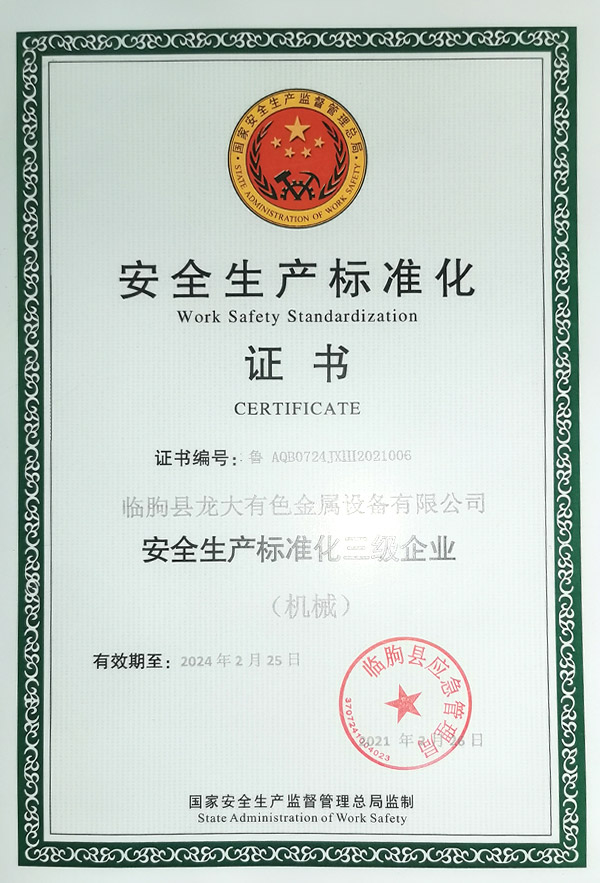 国家安全生产监督管理总局
STATE ADMINISTRATION OF WORK SAFETY
安全生产标准化
Work Safety Standardization
证书
CERTIFICATE
证书编号: 鲁 AQB0724JXIII2021006
临朐县龙大有色金属设备有限公司
安全生产标准化三级企业
（机械）
有效期至: 2024 年 2 月 25 日
临朐县应急管理局
3707241004023
2021 年 2 月 26 日
国家安全生产监督管理总局监制
State Administration of Work Safety